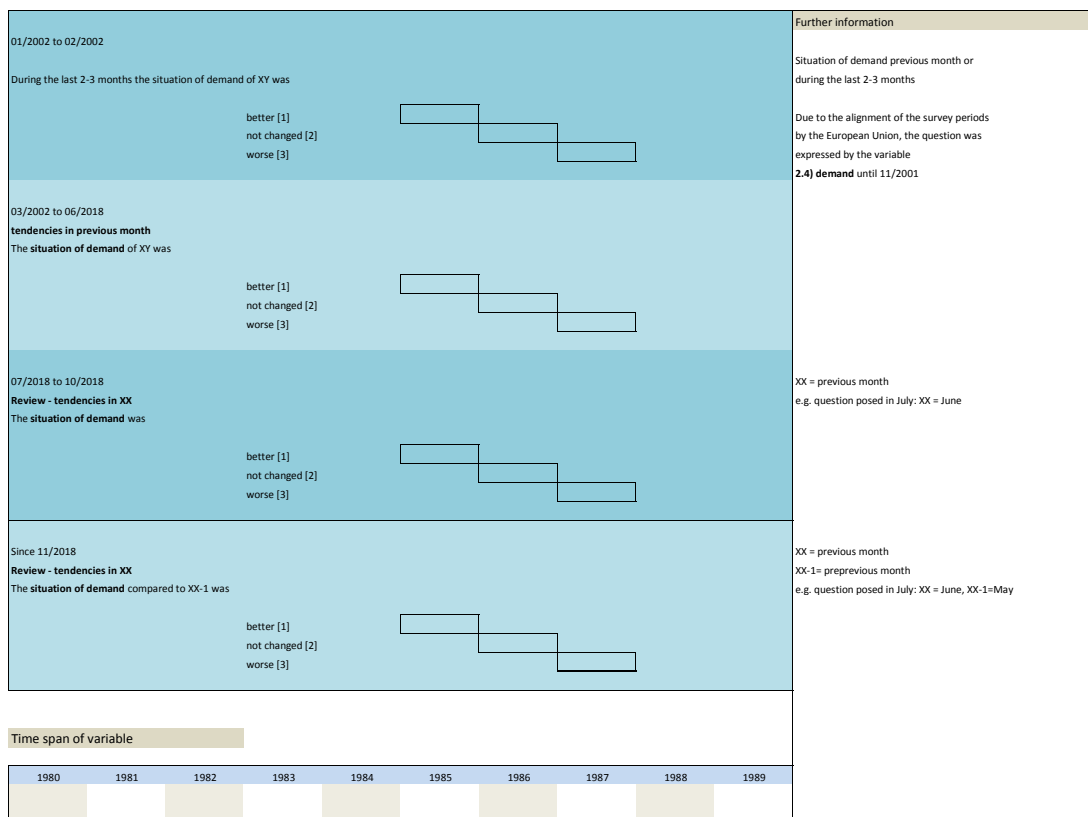 Further information
01/2002 to 02/2002
Situation of demand previous month or
During the last 2-3 months the situation of demand of XY was
during the last 2-3 months
better [1]
Due to the alignment of the survey periods
not changed [2]
by the European Union, the question was
worse [3]
expressed by the variable
2.4) demand until 11/2001
03/2002 to 06/2018
tendencies in previous month
The situation of demand of XY was
better [1]
not changed [2]
worse [3]
07/2018 to 10/2018
XX = previous month
Review - tendencies in XX
e.g. question posed in July: XX = June
The situation of demand was
better [1]
not changed [2]
worse [3]
Since 11/2018
XX = previous month
Review - tendencies in XX
XX-1= preprevious month
The situation of demand compared to XX-1 was
e.g. question posed in July: XX = June, XX-1=May
better [1]
not changed [2]
worse [3]
Time span of variable
1980 1981 1982 1983 1984 1985 1986 1987 1988 1989